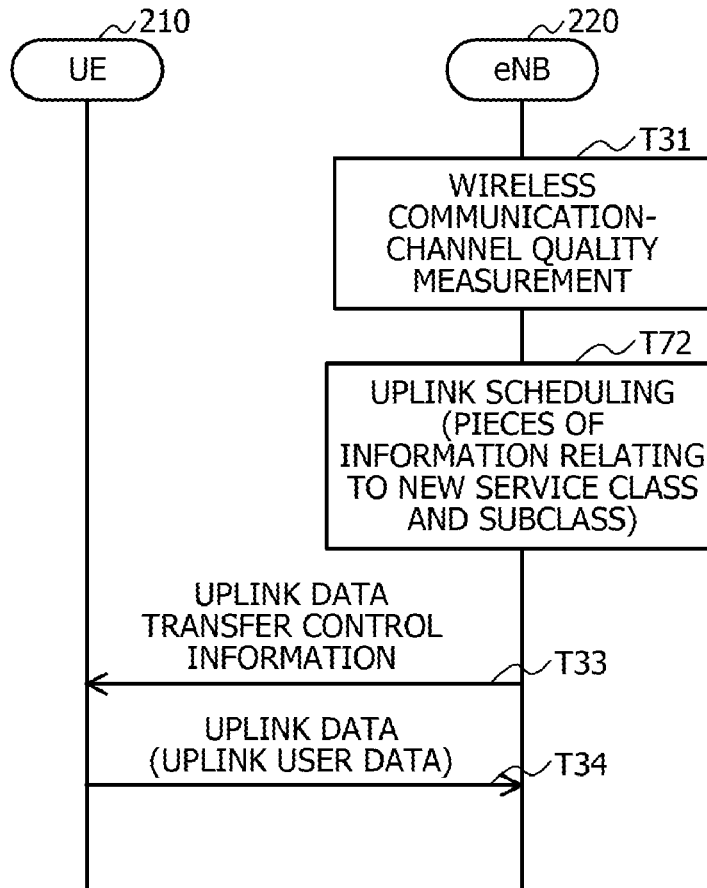 210
220
UE
eNB
T31
WIRELESS
COMMUNICATION-
CHANNEL QUALITY
MEASUREMENT
T72
UPLINK SCHEDULING
(PIECES OF
INFORMATION RELATING
TO NEW SERVICE CLASS
AND SUBCLASS)
UPLINK DATA
TRANSFER CONTROL
INFORMATION
T33
UPLINK DATA
(UPLINK USER DATA)
T34